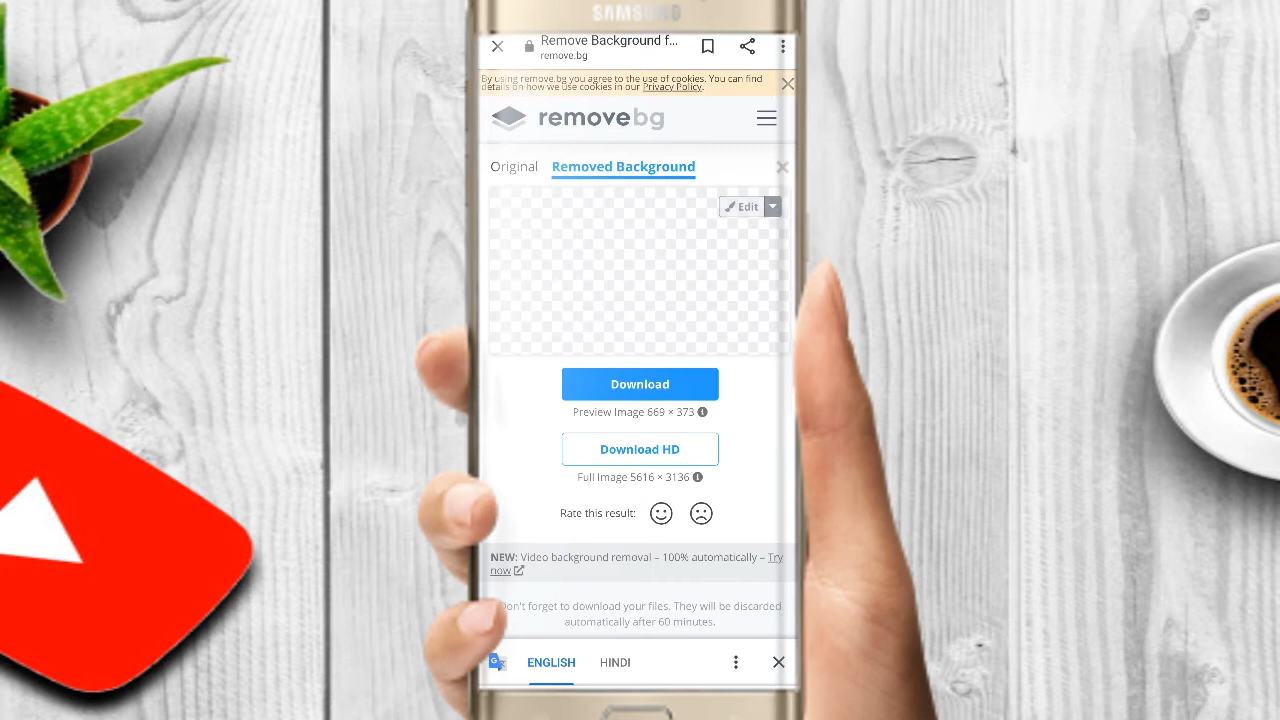 SAMSUNG
Remove Background f...
remove.bg
By using remove.bg you agree to the use of cookies. You can find
details on how we use cookies in our Privacy Policy.
removebg
Original Removed Background
Edit
Download
Preview Image 669 × 373
Download HD
Full Image 5616 × 3136
Rate this result:
NEW: Video background removal – 100% automatically – Try
now
Don't forget to download your files. They will be discarded
automatically after 60 minutes.
ENGLISH HINDI